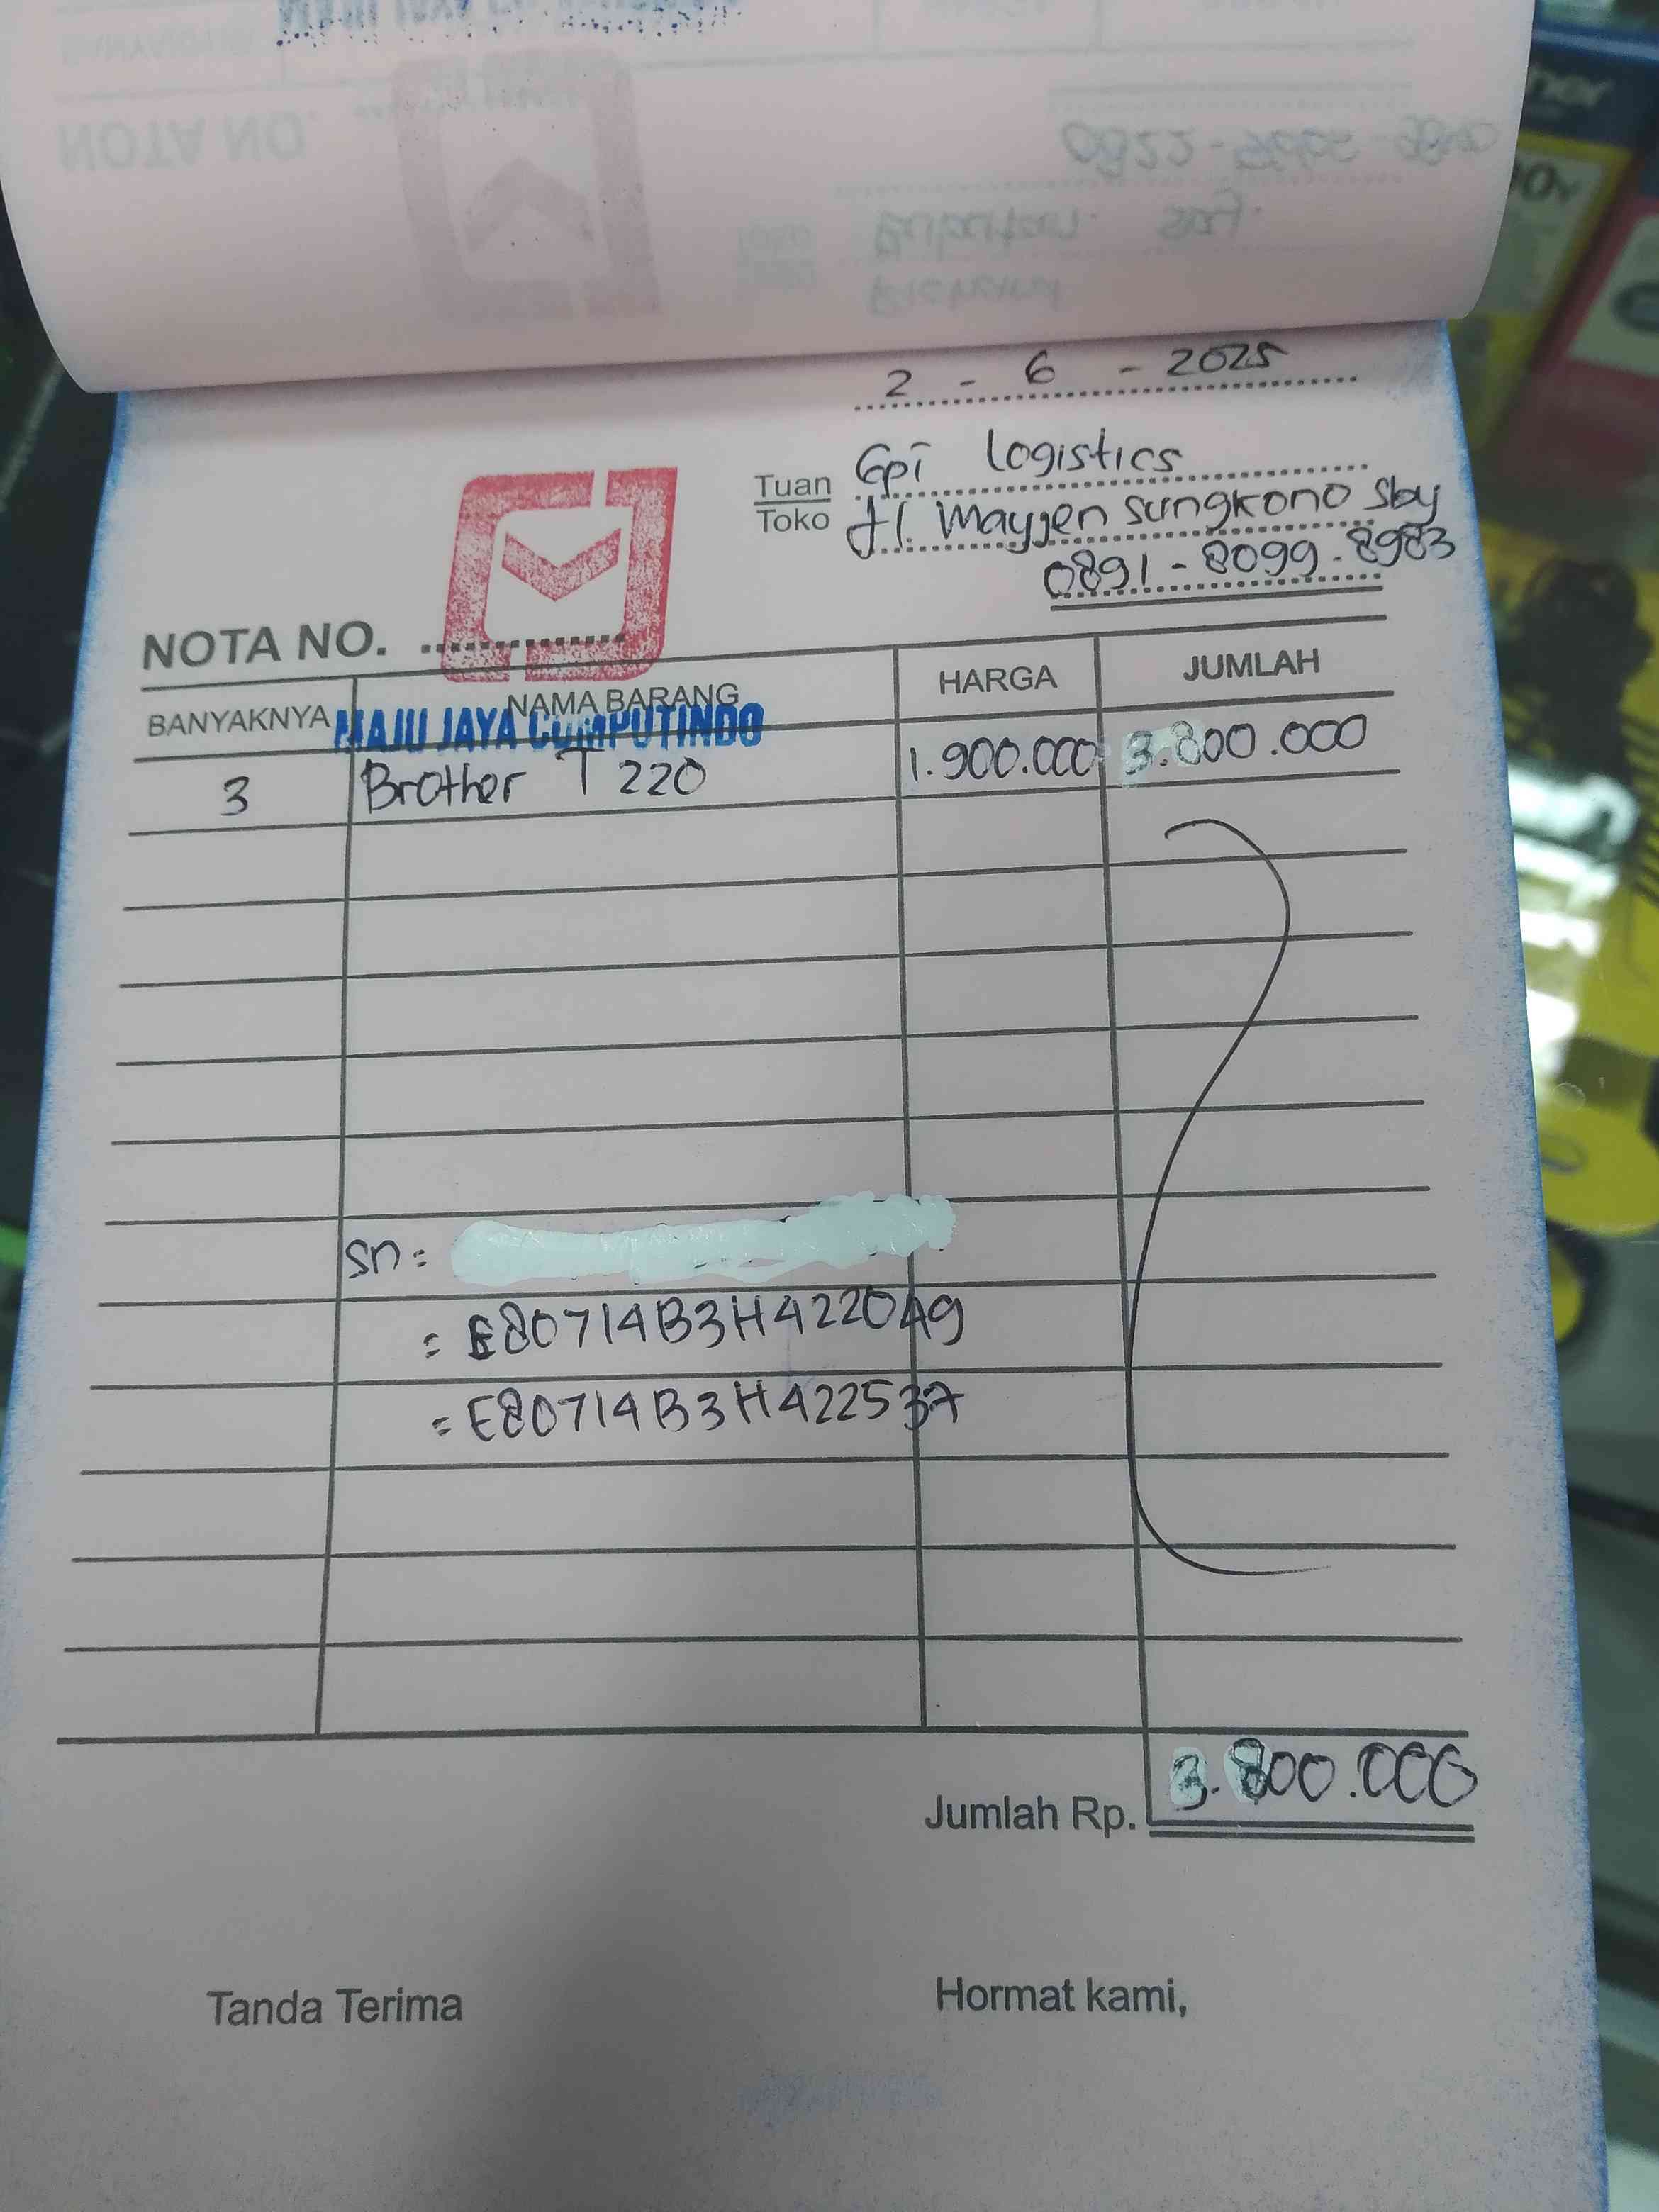 2 - 6 - 2025
Tuan Gpi Logistics
Toko Jl. Mayjen Sungkono Sby
0891-8099-8983
NOTA NO. ..................
BANYAKNYA NAMA BARANG HARGA JUMLAH
MAJU JAYA COMPUTINDO
3 Brother T 220 1.900.000 3.800.000
SN =
= E80714B3H422049
= E80714B3H422537
Jumlah Rp. 3.800.000
Tanda Terima Hormat kami,